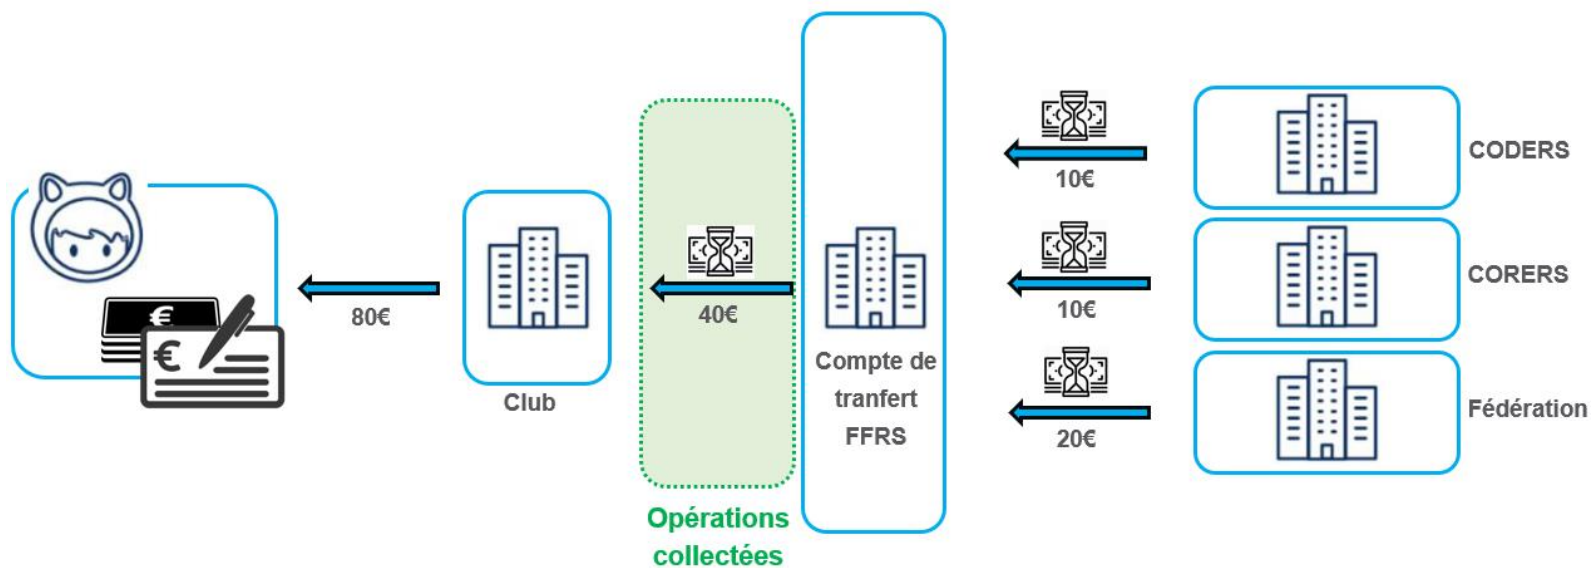 80€
Club
40€
Opérations
collectées
Compte de
tranfert
FFRS
10€
CODERS
10€
CORERS
20€
Fédération
€
€